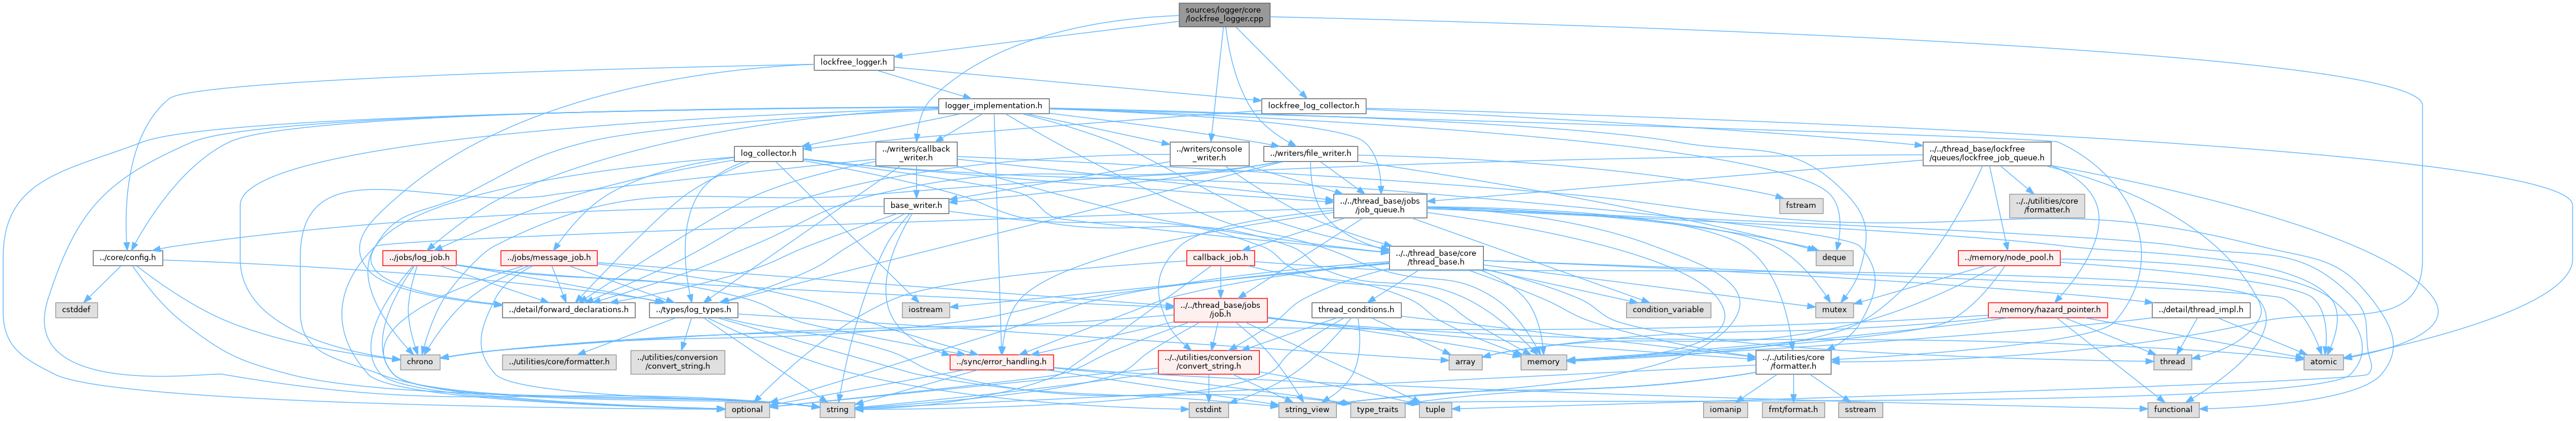 sources/logger/core
/lockfree_logger.cpp
lockfree_logger.h
logger_implementation.h
lockfree_log_collector.h
log_collector.h
../writers/callback
_writer.h
../writers/console
_writer.h
../writers/file_writer.h
../../thread_base/lockfree
/queues/lockfree_job_queue.h
base_writer.h
../../thread_base/jobs
/job_queue.h
fstream
../../utilities/core
/formatter.h
../core/config.h
../jobs/log_job.h
../jobs/message_job.h
callback_job.h
../../thread_base/core
/thread_base.h
deque
../memory/node_pool.h
cstddef
../detail/forward_declarations.h
../types/log_types.h
iostream
../../thread_base/jobs
/job.h
thread_conditions.h
condition_variable
mutex
../memory/hazard_pointer.h
../detail/thread_impl.h
chrono
../utilities/core/formatter.h
../utilities/conversion
/convert_string.h
../sync/error_handling.h
../../utilities/conversion
/convert_string.h
array
memory
../../utilities/core
/formatter.h
thread
atomic
optional
string
cstdint
string_view
type_traits
tuple
iomanip
fmt/format.h
sstream
functional